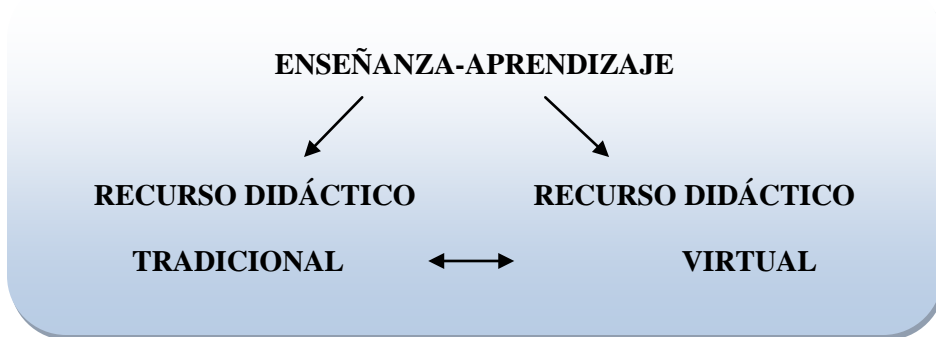 ENSEÑANZA-APRENDIZAJE
RECURSO DIDÁCTICO RECURSO DIDÁCTICO
TRADICIONAL VIRTUAL